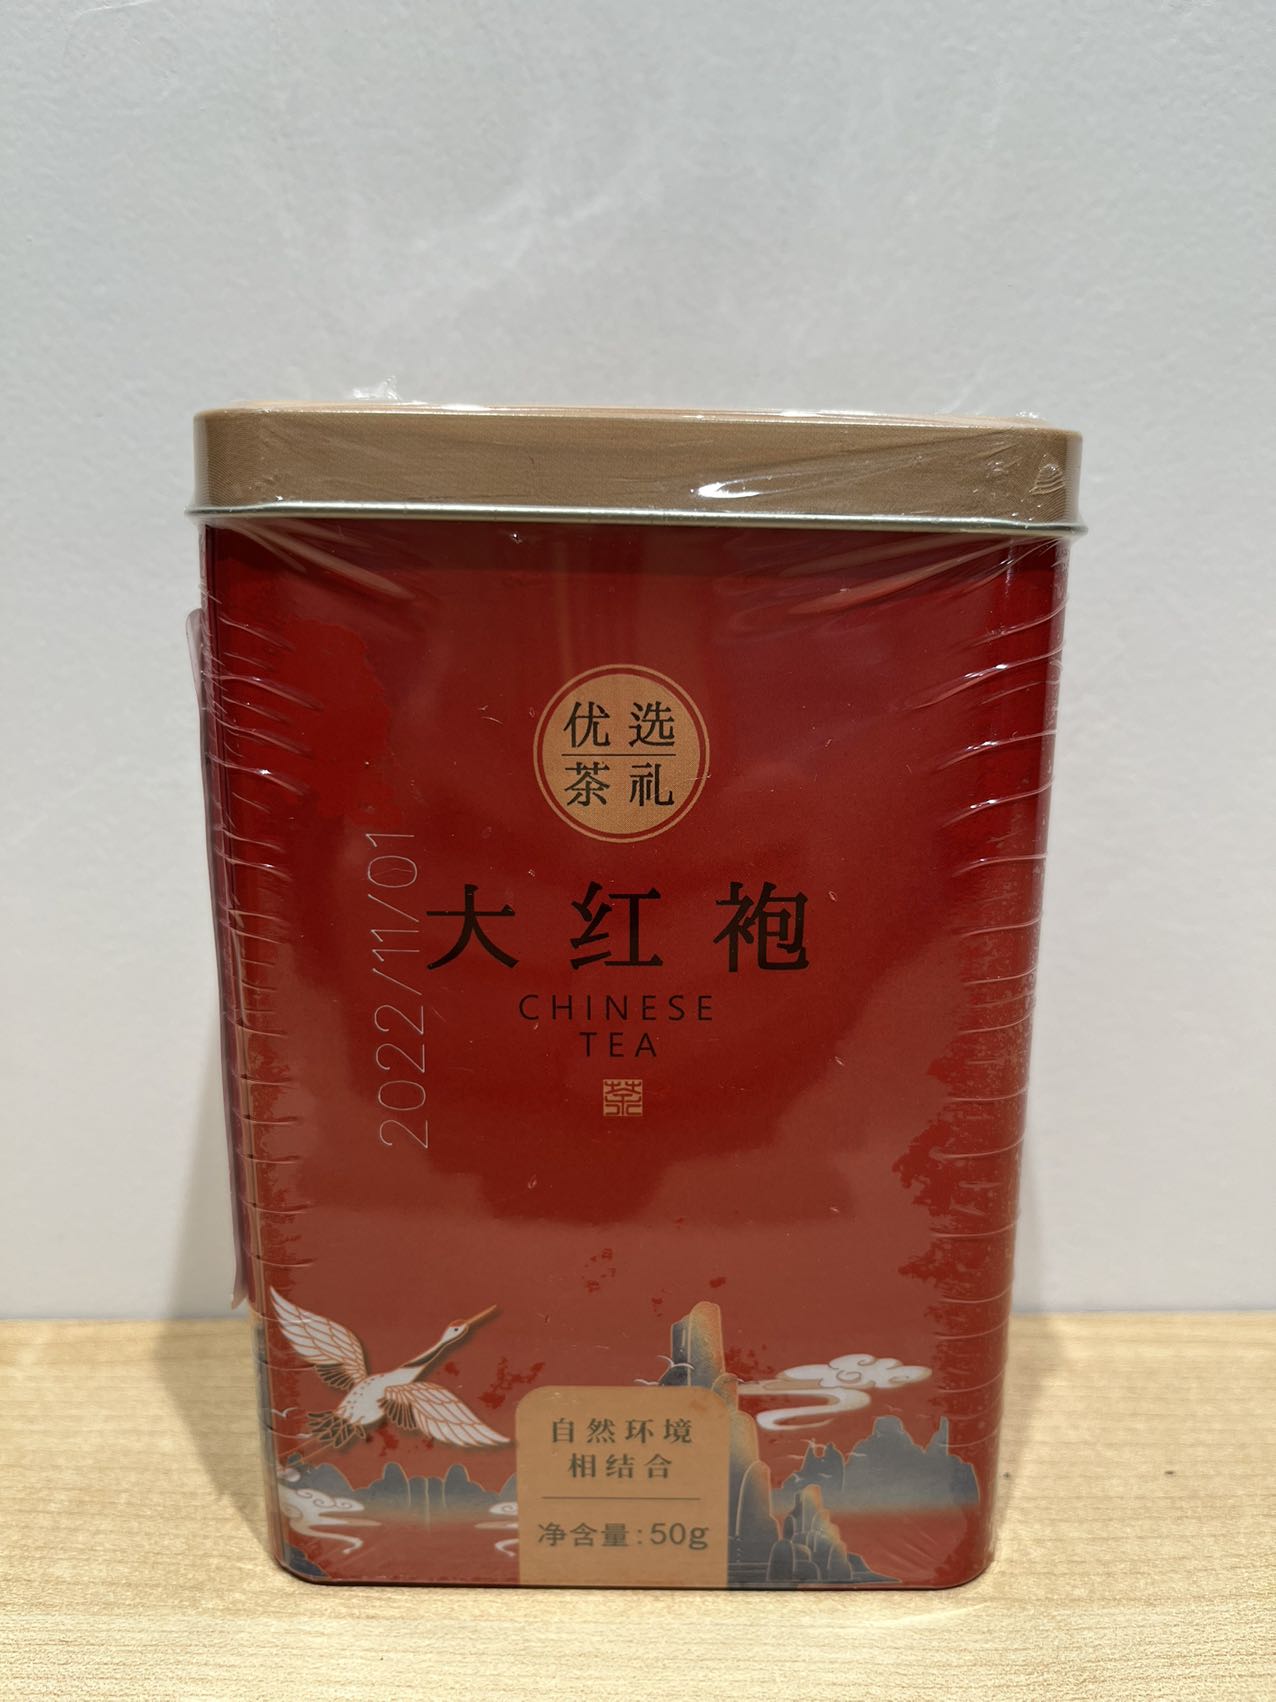 优选
茶礼
大红袍
CHINESE
TEA
茶
2022/11/01
自然环境
相结合
净含量:50g